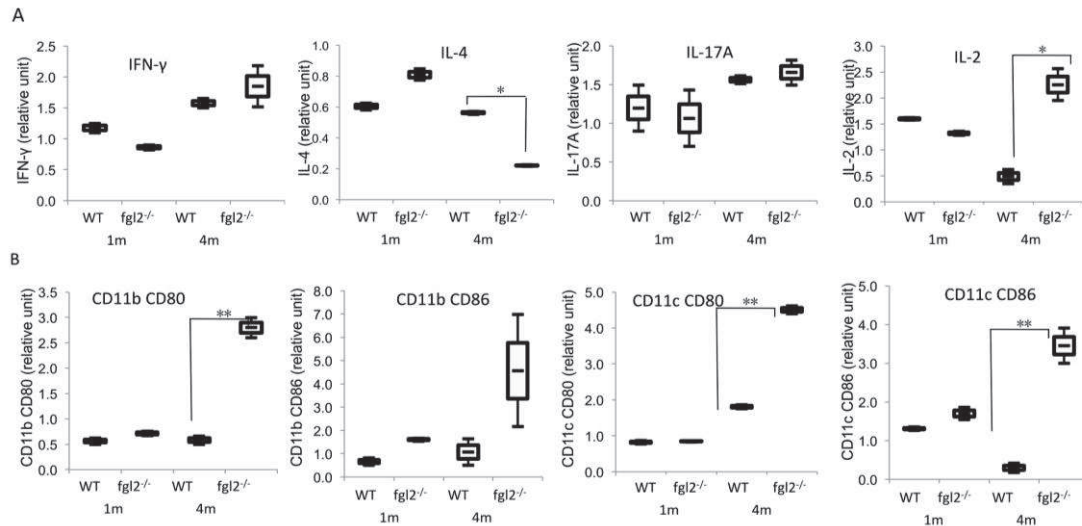 A
IFN-γ (relative unit)
2.5
2.0
1.5
1.0
0.5
0.0
IFN-γ
WT fgl2⁻/⁻ WT fgl2⁻/⁻
1m 4m
IL-4 (relative unit)
1.0
0.8
0.6
0.4
0.2
0.0
IL-4
*
WT fgl2⁻/⁻ WT fgl2⁻/⁻
1m 4m
IL-17A (relative unit)
2.0
1.5
1.0
0.5
0.0
IL-17A
WT fgl2⁻/⁻ WT fgl2⁻/⁻
1m 4m
IL-2 (relative unit)
3.0
2.5
2.0
1.5
1.0
0.5
0.0
IL-2
*
WT fgl2⁻/⁻ WT fgl2⁻/⁻
1m 4m
B
CD11b CD80 (relative unit)
3.5
3.0
2.5
2.0
1.5
1.0
0.5
0.0
CD11b CD80
**
WT fgl2⁻/⁻ WT fgl2⁻/⁻
1m 4m
CD11b CD86 (relative unit)
8.0
7.0
6.0
5.0
4.0
3.0
2.0
1.0
0.0
CD11b CD86
WT fgl2⁻/⁻ WT fgl2⁻/⁻
1m 4m
CD11c CD80 (relative unit)
5.0
4.0
3.0
2.0
1.0
0.0
CD11c CD80
**
WT fgl2⁻/⁻ WT fgl2⁻/⁻
1m 4m
CD11c CD86 (relative unit)
5.0
4.0
3.0
2.0
1.0
0.0
CD11c CD86
**
WT fgl2⁻/⁻ WT fgl2⁻/⁻
1m 4m